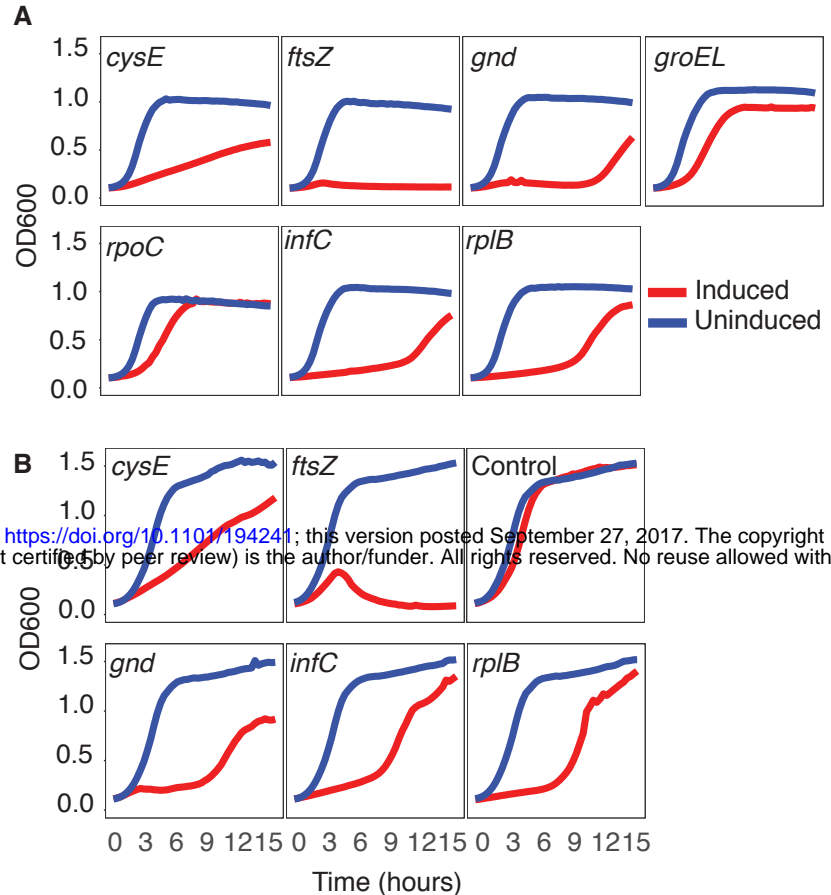 A
1.5
1.0
0.5
0.0
cysE
ftsZ
gnd
groEL
OD600
1.5
1.0
0.5
0.0
rpoC
infC
rplB
Induced
Uninduced
B
1.5
1.0
0.5
0.0
cysE
ftsZ
Control
https://doi.org/10.1101/194241; this version posted September 27, 2017. The copyright
t certified by peer review) is the author/funder. All rights reserved. No reuse allowed with
OD600
1.5
1.0
0.5
0.0
gnd
infC
rplB
0 3 6 9 1215 0 3 6 9 1215 0 3 6 9 1215
Time (hours)